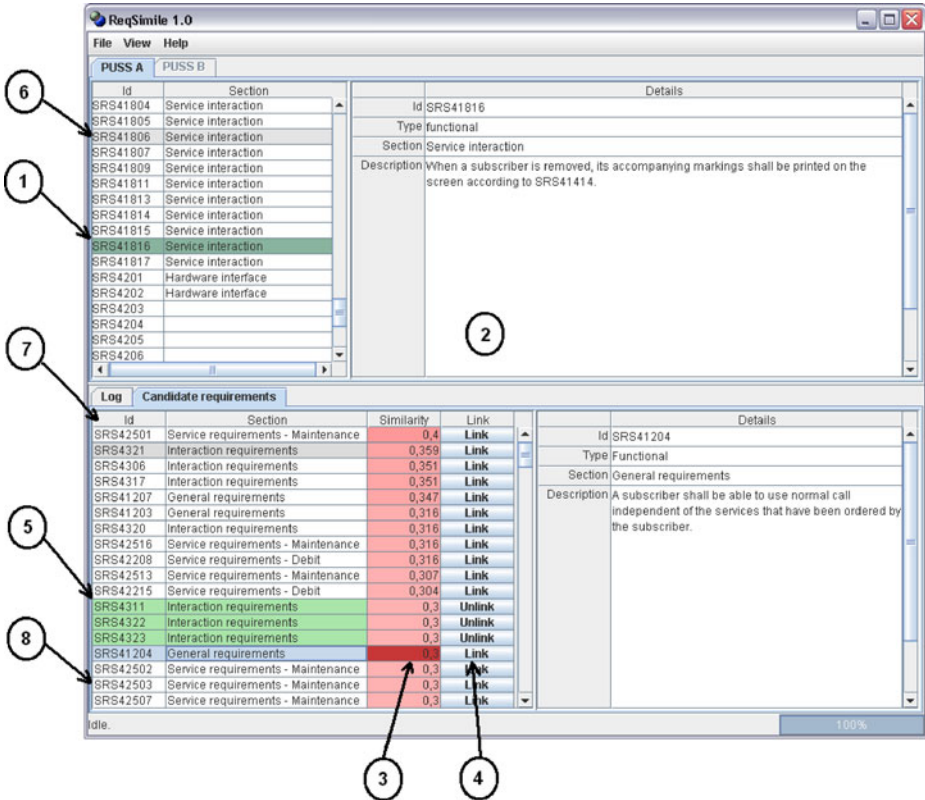 ReqSimile 1.0
File View Help
PUSS A PUSS B
Id Section
SRS41804 Service interaction
SRS41805 Service interaction
SRS41806 Service interaction
SRS41807 Service interaction
SRS41809 Service interaction
SRS41811 Service interaction
SRS41813 Service interaction
SRS41814 Service interaction
SRS41815 Service interaction
SRS41816 Service interaction
SRS41817 Service interaction
SRS4201 Hardware interface
SRS4202 Hardware interface
SRS4203
SRS4204
SRS4205
SRS4206
Details
Id SRS41816
Type functional
Section Service interaction
Description When a subscriber is removed, its accompanying markings shall be printed on the
screen according to SRS41414.
6
1
2
7
5
8
Log Candidate requirements
Id Section Similarity Link
SRS42501 Service requirements - Maintenance 0,4 Link
SRS4321 Interaction requirements 0,359 Link
SRS4306 Interaction requirements 0,351 Link
SRS4317 Interaction requirements 0,351 Link
SRS41207 General requirements 0,347 Link
SRS41203 General requirements 0,316 Link
SRS4320 Interaction requirements 0,316 Link
SRS42516 Service requirements - Maintenance 0,316 Link
SRS42208 Service requirements - Debit 0,316 Link
SRS42513 Service requirements - Maintenance 0,307 Link
SRS42215 Service requirements - Debit 0,304 Link
SRS4311 Interaction requirements 0,3 Unlink
SRS4322 Interaction requirements 0,3 Unlink
SRS4323 Interaction requirements 0,3 Unlink
SRS41204 General requirements 0,3 Link
SRS42502 Service requirements - Maintenance 0,3 Link
SRS42503 Service requirements - Maintenance 0,3 Link
SRS42507 Service requirements - Maintenance 0,3 Link
Details
Id SRS41204
Type Functional
Section General requirements
Description A subscriber shall be able to use normal call
independent of the services that have been ordered by
the subscriber.
Idle. 100%
3 4